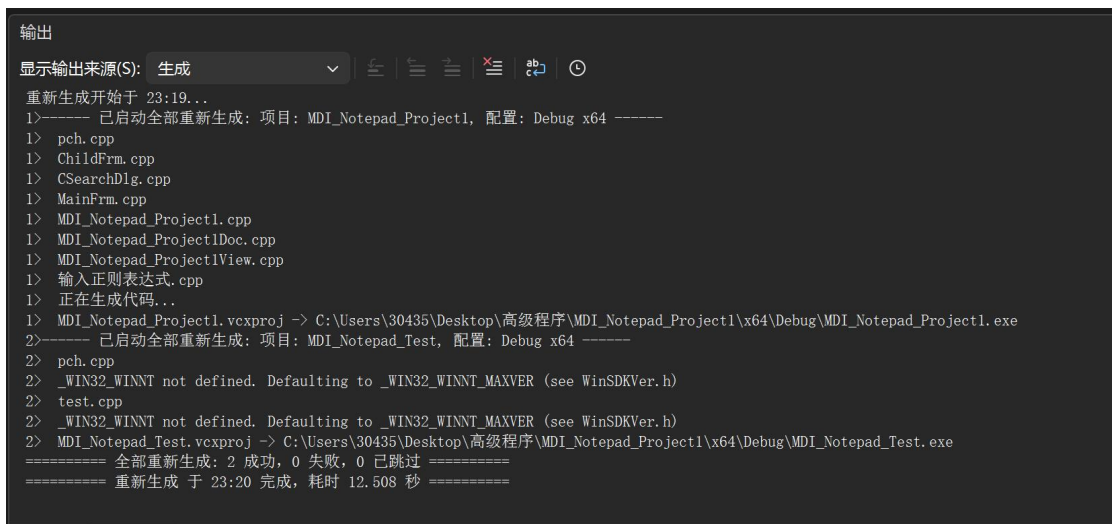 输出
显示输出来源(S): 生成
重新生成开始于 23:19...
1>------ 已启动全部重新生成: 项目: MDI_Notepad_Project1, 配置: Debug x64 ------
1>  pch.cpp
1>  ChildFrm.cpp
1>  CSearchDlg.cpp
1>  MainFrm.cpp
1>  MDI_Notepad_Project1.cpp
1>  MDI_Notepad_Project1Doc.cpp
1>  MDI_Notepad_Project1View.cpp
1>  输入正则表达式.cpp
1>  正在生成代码...
1>  MDI_Notepad_Project1.vcxproj -> C:\Users\30435\Desktop\高级程序\MDI_Notepad_Project1\x64\Debug\MDI_Notepad_Project1.exe
2>------ 已启动全部重新生成: 项目: MDI_Notepad_Test, 配置: Debug x64 ------
2>  pch.cpp
2>  _WIN32_WINNT not defined. Defaulting to _WIN32_WINNT_MAXVER (see WinSDKVer.h)
2>  test.cpp
2>  _WIN32_WINNT not defined. Defaulting to _WIN32_WINNT_MAXVER (see WinSDKVer.h)
2>  MDI_Notepad_Test.vcxproj -> C:\Users\30435\Desktop\高级程序\MDI_Notepad_Project1\x64\Debug\MDI_Notepad_Test.exe
========== 全部重新生成: 2 成功，0 失败，0 已跳过 ==========
========== 重新生成 于 23:20 完成，耗时 12.508 秒 ==========